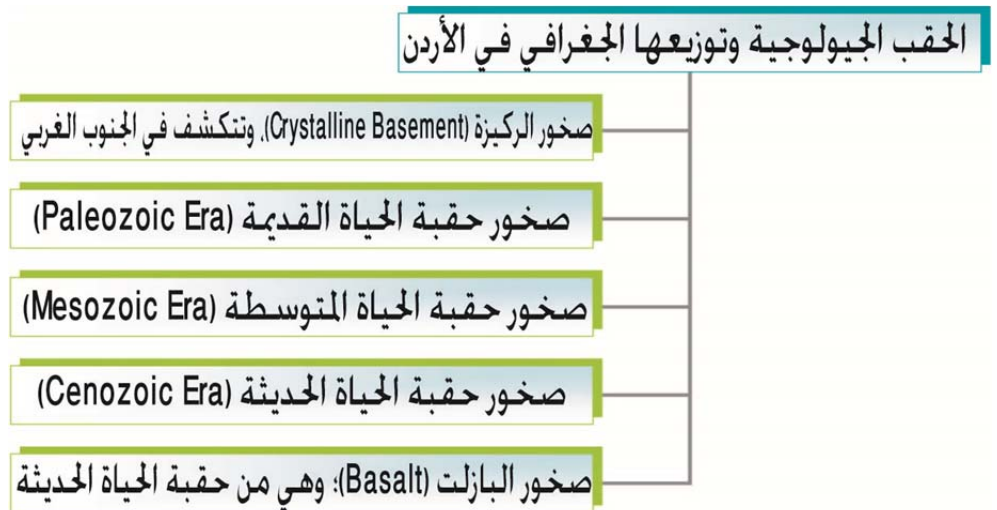 الحقب الجيولوجية وتوزيعها الجغرافي في الأردن
صخور الركيزة (Crystalline Basement)، وتتكشف في الجنوب الغربي
صخور حقبة الحياة القديمة (Paleozoic Era)
صخور حقبة الحياة المتوسطة (Mesozoic Era)
صخور حقبة الحياة الحديثة (Cenozoic Era)
صخور البازلت (Basalt)؛ وهي من حقبة الحياة الحديثة